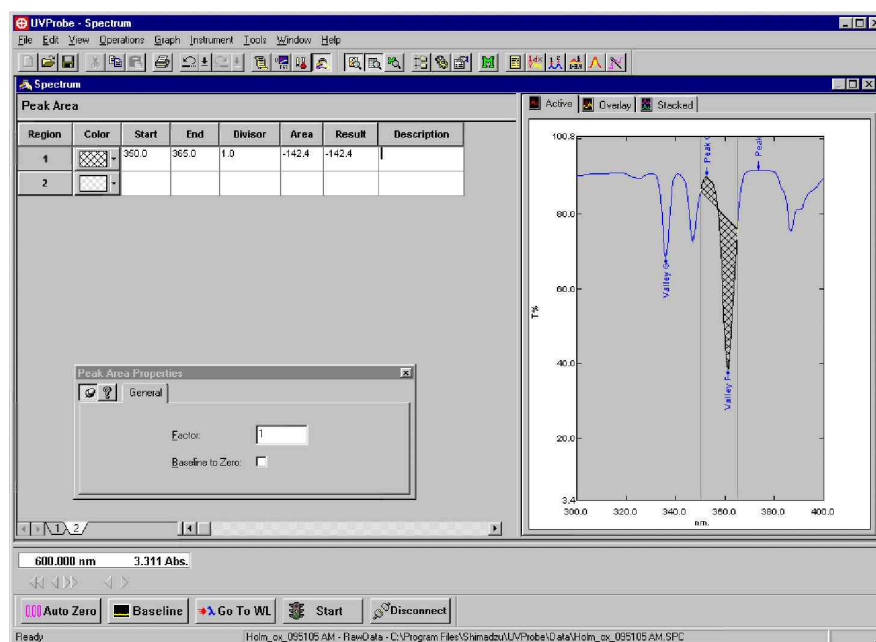 UVProbe - Spectrum
File Edit View Operations Graph Instrument Tools Window Help
Spectrum
Peak Area
Region Color Start End Divisor Area Result Description
1 350.0 365.0 1.0 -142.4 -142.4
2
Peak Area Properties
General
Factor: 1
Baseline to Zero:
1 2
Active Overlay Stacked
100.8
80.0
60.0
40.0
20.0
3.4
T%
300.0 320.0 340.0 360.0 380.0 400.0
nm.
Valley
Peak
Valley
Peak
600.000 nm 3.311 Abs.
Auto Zero Baseline Go To WL Start Disconnect
Ready Holm_ox_095105 AM - RawData - C:\Program Files\Shimadzu\UVProbe\Data\Holm_ox_095105 AM.SPC